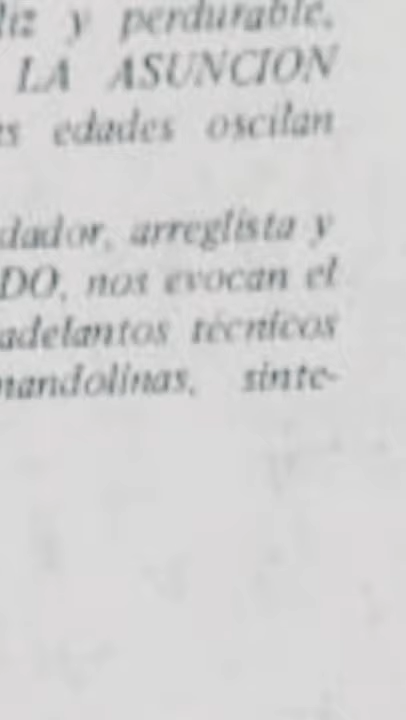 liz y perdurable,
LA ASUNCION
s edades oscilan
dador, arreglista y
DO, nos evocan el
adelantos técnicos
mandolinas, sinte-